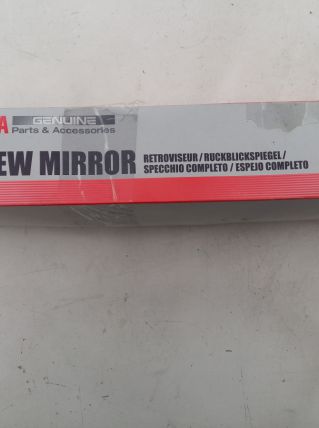 A GENUINE
Parts & Accessories
EW MIRROR
RETROVISEUR / RUCKBLICKSPIEGEL /
SPECCHIO COMPLETO / ESPEJO COMPLETO